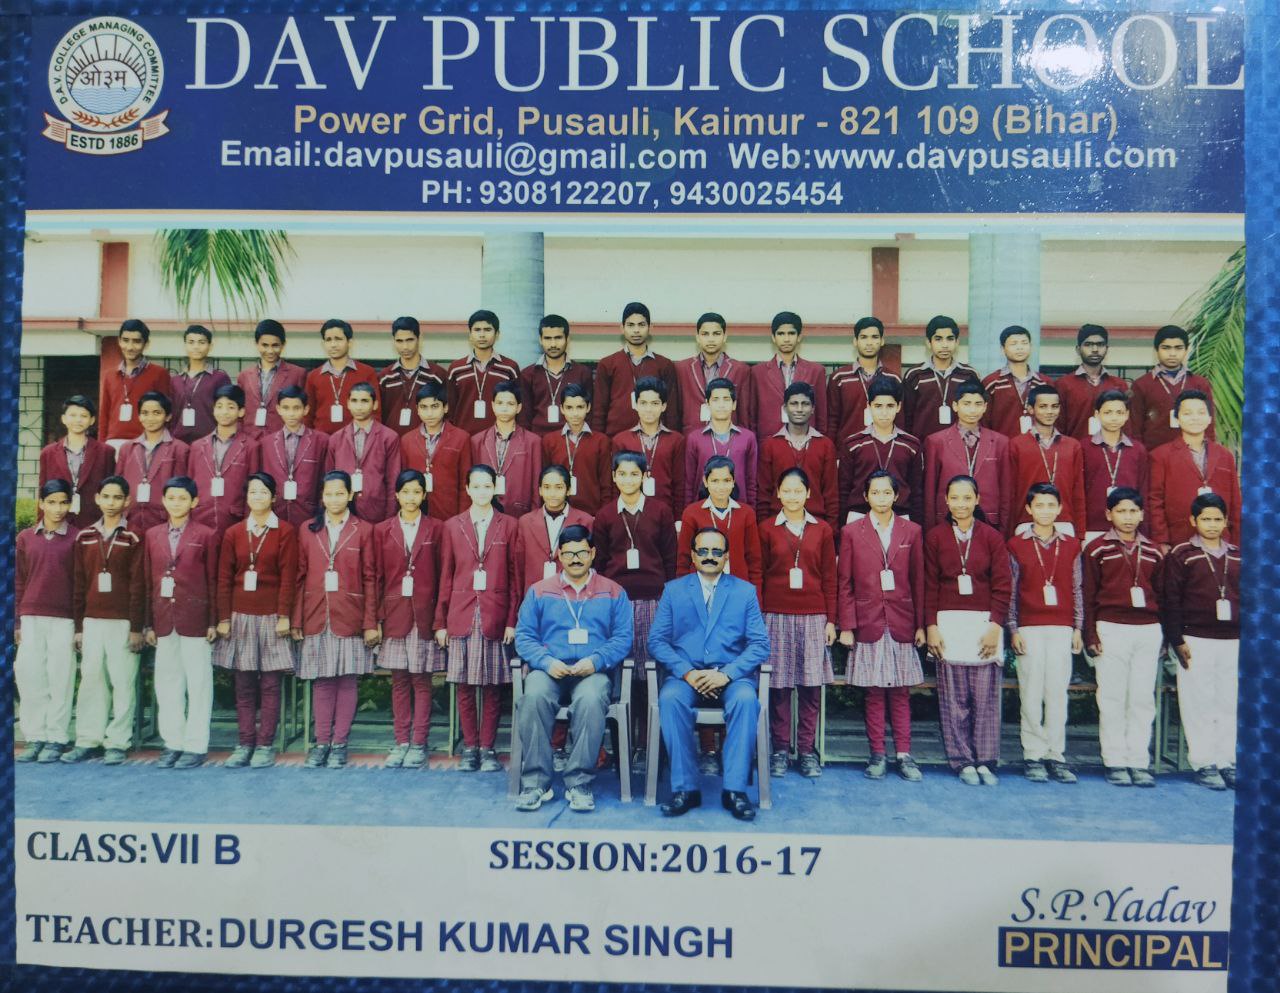 D.A.V. COLLEGE MANAGING COMMITTEE
ओ३म्
ESTD 1886
DAV PUBLIC SCHOOL
Power Grid, Pusauli, Kaimur - 821 109 (Bihar)
Email:davpusauli@gmail.com Web:www.davpusauli.com
PH: 9308122207, 9430025454
CLASS:VII B
SESSION:2016-17
S.P.Yadav
TEACHER:DURGESH KUMAR SINGH
PRINCIPAL